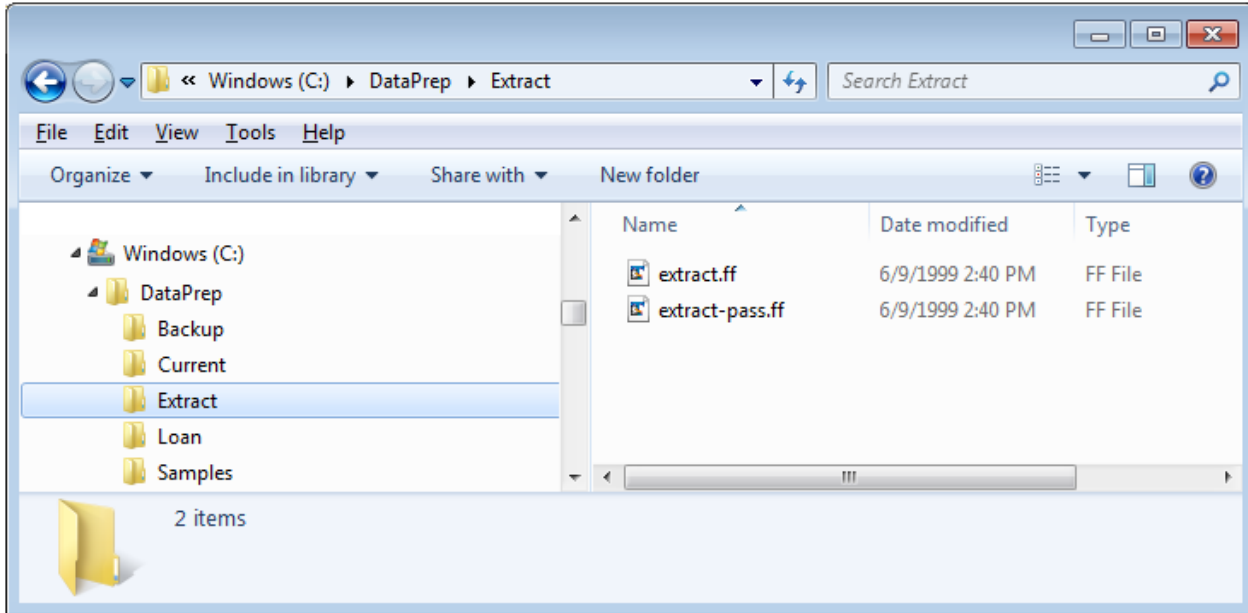 « Windows (C:) ▸ DataPrep ▸ Extract Search Extract
File Edit View Tools Help
Organize Include in library Share with New folder
Name Date modified Type
Windows (C:)
DataPrep
Backup
Current
Extract
Loan
Samples
extract.ff 6/9/1999 2:40 PM FF File
extract-pass.ff 6/9/1999 2:40 PM FF File
2 items